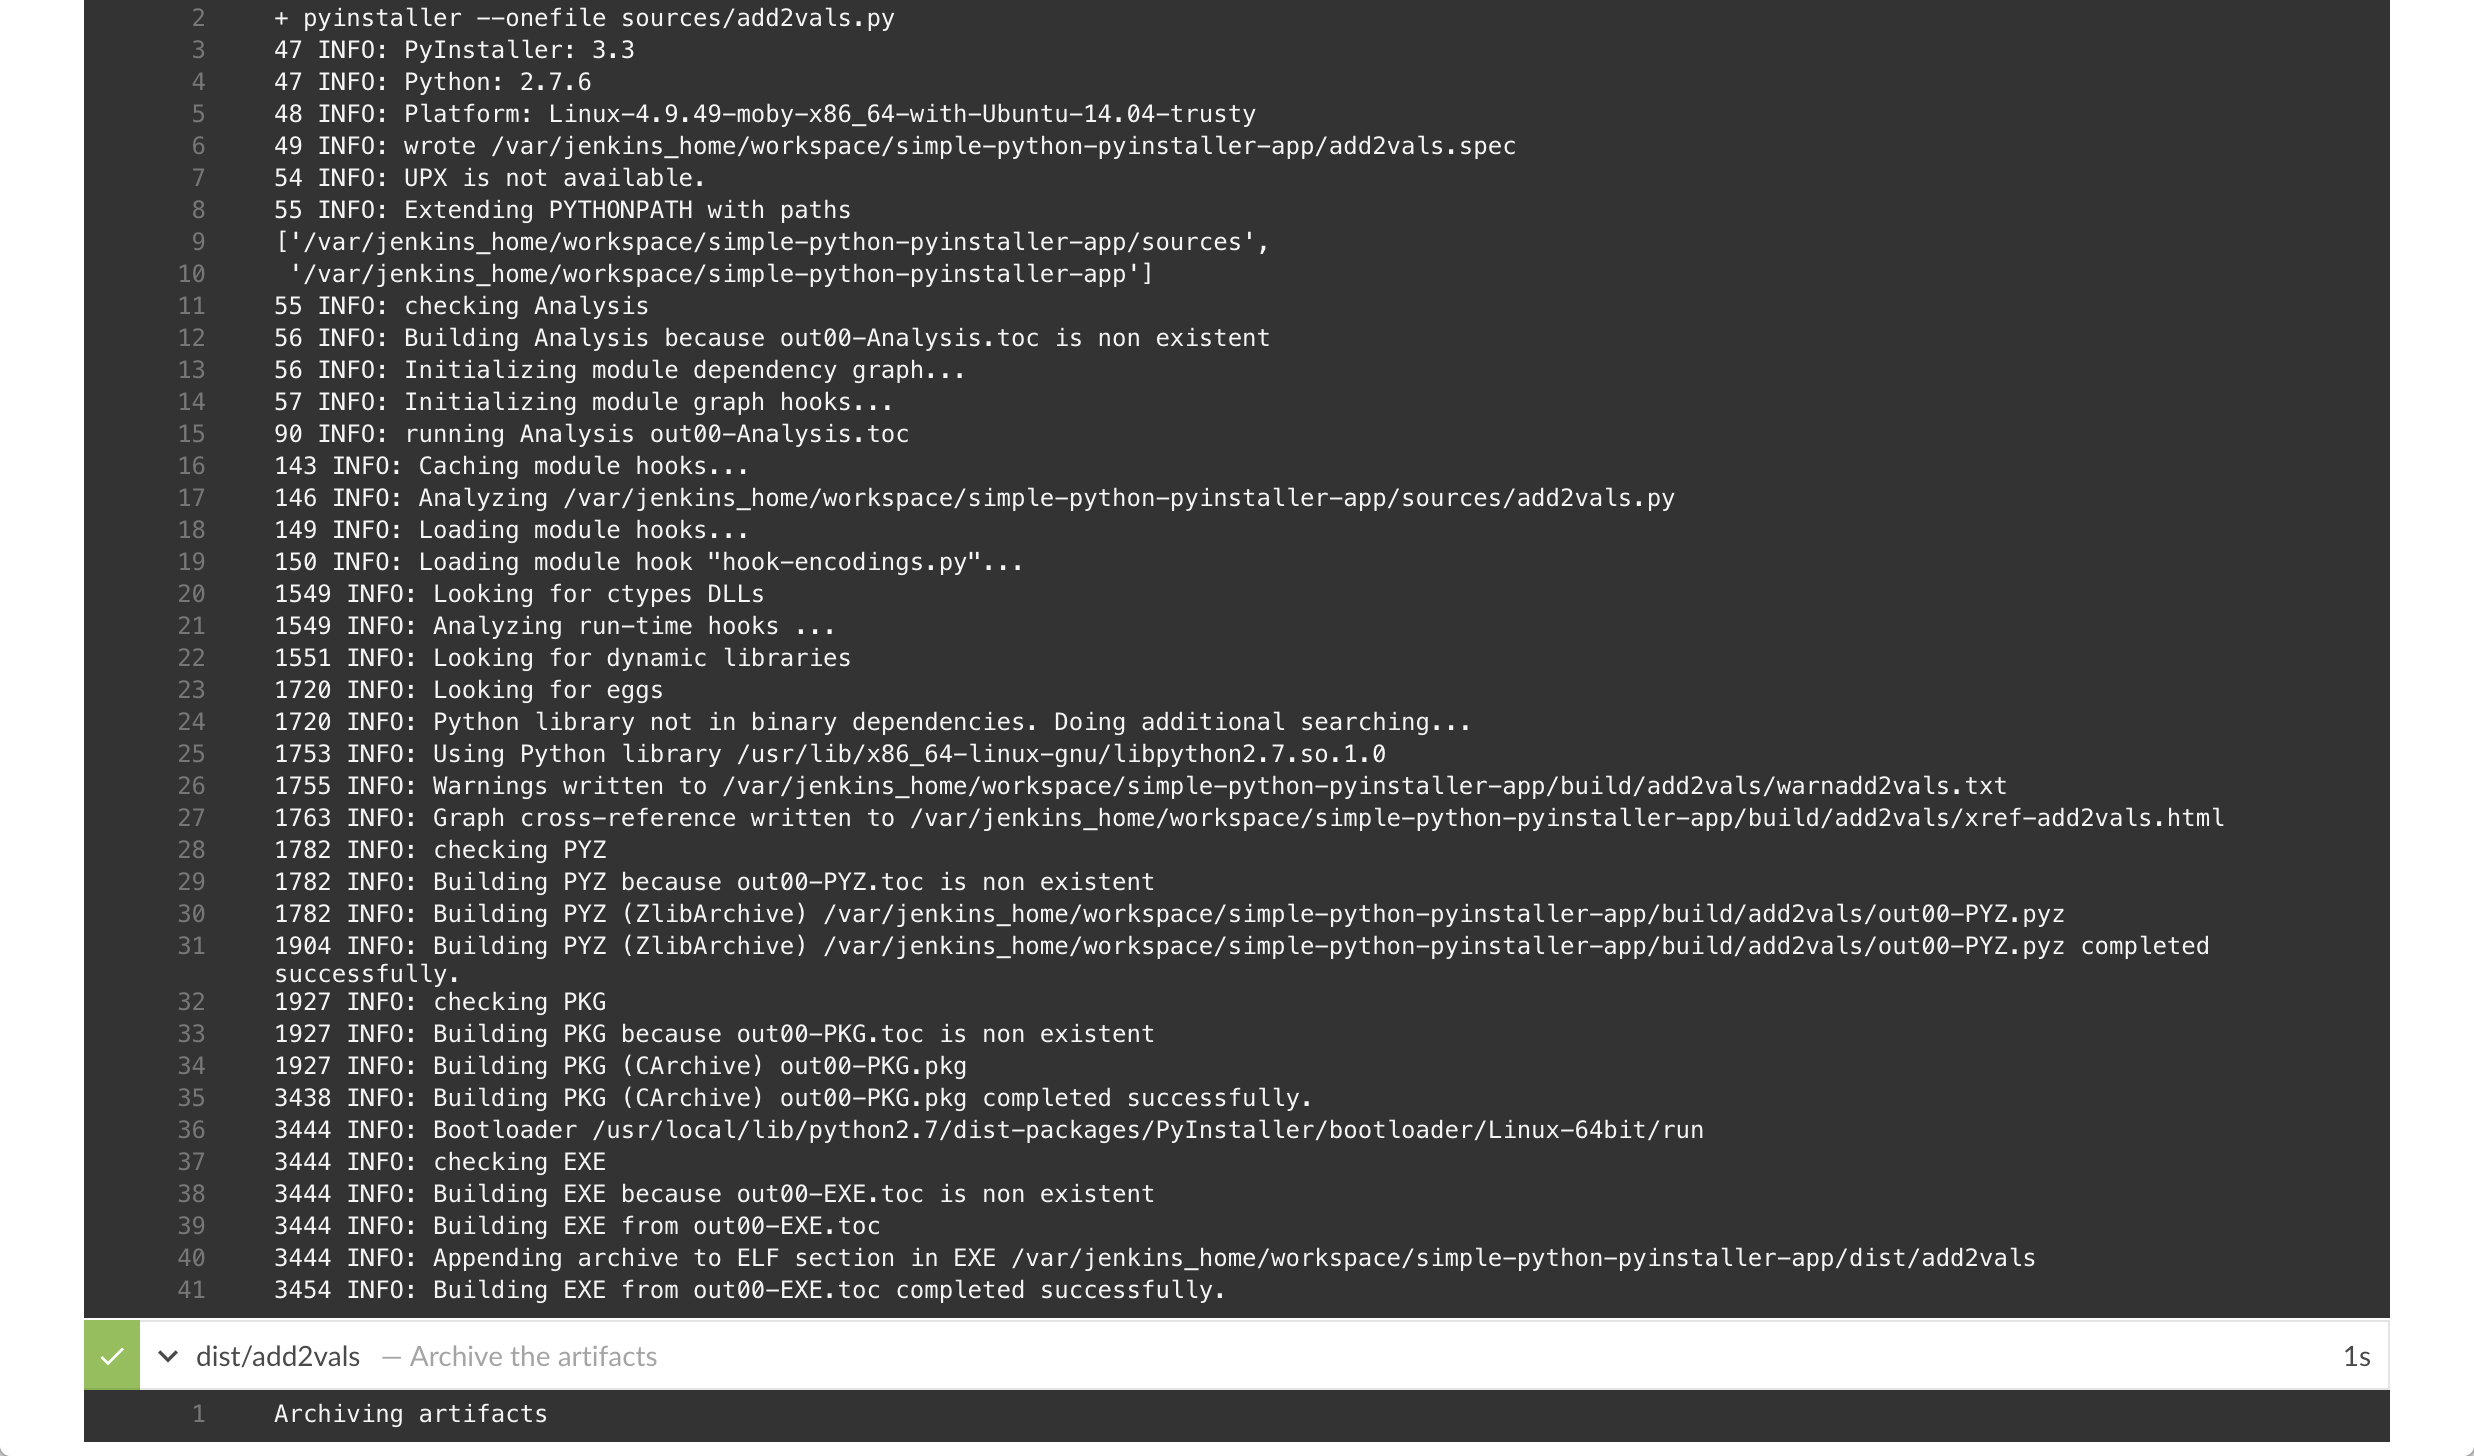 2 + pyinstaller --onefile sources/add2vals.py
3 47 INFO: PyInstaller: 3.3
4 47 INFO: Python: 2.7.6
5 48 INFO: Platform: Linux-4.9.49-moby-x86_64-with-Ubuntu-14.04-trusty
6 49 INFO: wrote /var/jenkins_home/workspace/simple-python-pyinstaller-app/add2vals.spec
7 54 INFO: UPX is not available.
8 55 INFO: Extending PYTHONPATH with paths
9 ['/var/jenkins_home/workspace/simple-python-pyinstaller-app/sources',
10 '/var/jenkins_home/workspace/simple-python-pyinstaller-app']
11 55 INFO: checking Analysis
12 56 INFO: Building Analysis because out00-Analysis.toc is non existent
13 56 INFO: Initializing module dependency graph...
14 57 INFO: Initializing module graph hooks...
15 90 INFO: running Analysis out00-Analysis.toc
16 143 INFO: Caching module hooks...
17 146 INFO: Analyzing /var/jenkins_home/workspace/simple-python-pyinstaller-app/sources/add2vals.py
18 149 INFO: Loading module hooks...
19 150 INFO: Loading module hook "hook-encodings.py"...
20 1549 INFO: Looking for ctypes DLLs
21 1549 INFO: Analyzing run-time hooks ...
22 1551 INFO: Looking for dynamic libraries
23 1720 INFO: Looking for eggs
24 1720 INFO: Python library not in binary dependencies. Doing additional searching...
25 1753 INFO: Using Python library /usr/lib/x86_64-linux-gnu/libpython2.7.so.1.0
26 1755 INFO: Warnings written to /var/jenkins_home/workspace/simple-python-pyinstaller-app/build/add2vals/warnadd2vals.txt
27 1763 INFO: Graph cross-reference written to /var/jenkins_home/workspace/simple-python-pyinstaller-app/build/add2vals/xref-add2vals.html
28 1782 INFO: checking PYZ
29 1782 INFO: Building PYZ because out00-PYZ.toc is non existent
30 1782 INFO: Building PYZ (ZlibArchive) /var/jenkins_home/workspace/simple-python-pyinstaller-app/build/add2vals/out00-PYZ.pyz
31 1904 INFO: Building PYZ (ZlibArchive) /var/jenkins_home/workspace/simple-python-pyinstaller-app/build/add2vals/out00-PYZ.pyz completed
successfully.
32 1927 INFO: checking PKG
33 1927 INFO: Building PKG because out00-PKG.toc is non existent
34 1927 INFO: Building PKG (CArchive) out00-PKG.pkg
35 3438 INFO: Building PKG (CArchive) out00-PKG.pkg completed successfully.
36 3444 INFO: Bootloader /usr/local/lib/python2.7/dist-packages/PyInstaller/bootloader/Linux-64bit/run
37 3444 INFO: checking EXE
38 3444 INFO: Building EXE because out00-EXE.toc is non existent
39 3444 INFO: Building EXE from out00-EXE.toc
40 3444 INFO: Appending archive to ELF section in EXE /var/jenkins_home/workspace/simple-python-pyinstaller-app/dist/add2vals
41 3454 INFO: Building EXE from out00-EXE.toc completed successfully.
dist/add2vals — Archive the artifacts 1s
1 Archiving artifacts